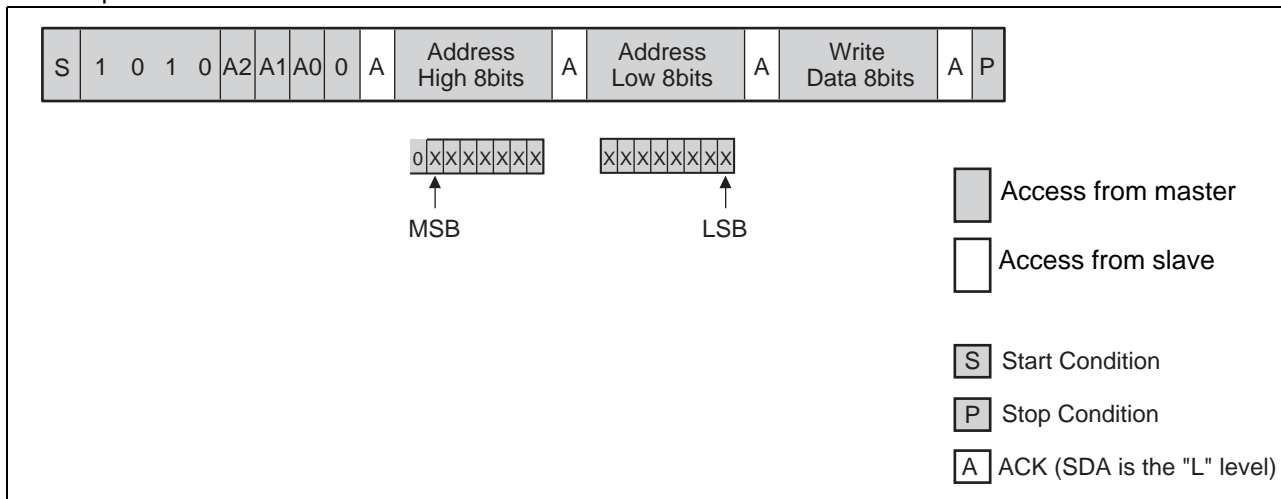 S 1 0 1 0 A2 A1 A0 0 A Address High 8bits A Address Low 8bits A Write Data 8bits A P
0 X X X X X X X X X X X X X X X
MSB LSB
Access from master
Access from slave
S Start Condition
P Stop Condition
A ACK (SDA is the "L" level)